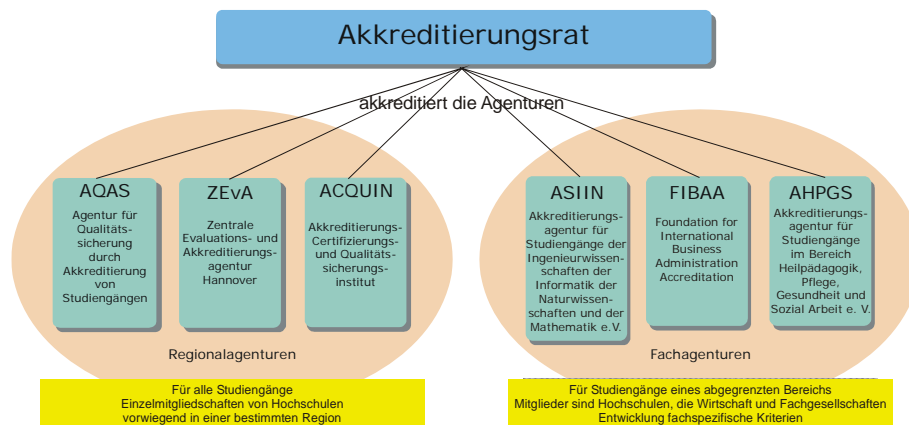 Akkreditierungsrat
akkreditiert die Agenturen
AQAS
Agentur für
Qualitäts-
sicherung
durch
Akkreditierung
von
Studiengängen
ZEvA
Zentrale
Evaluations- und
Akkreditierungs-
agentur
Hannover
ACQUIN
Akkreditierungs-
Certifizierungs-
und Qualitäts-
sicherungs-
institut
Regionalagenturen
Für alle Studiengänge
Einzelmitgliedschaften von Hochschulen
vorwiegend in einer bestimmten Region
ASIIN
Akkreditierungs-
agentur für
Studiengänge der
Ingenieurwissen-
schaften der
Informatik der
Naturwissen-
schaften und der
Mathematik e.V.
FIBAA
Foundation for
International
Business
Administration
Accreditation
AHPGS
Akkreditierungs-
agentur für
Studiengänge
im Bereich
Heilpädagogik,
Pflege,
Gesundheit und
Sozial Arbeit e. V.
Fachagenturen
Für Studiengänge eines abgegrenzten Bereichs
Mitglieder sind Hochschulen, die Wirtschaft und Fachgesellschaften
Entwicklung fachspezifische Kriterien